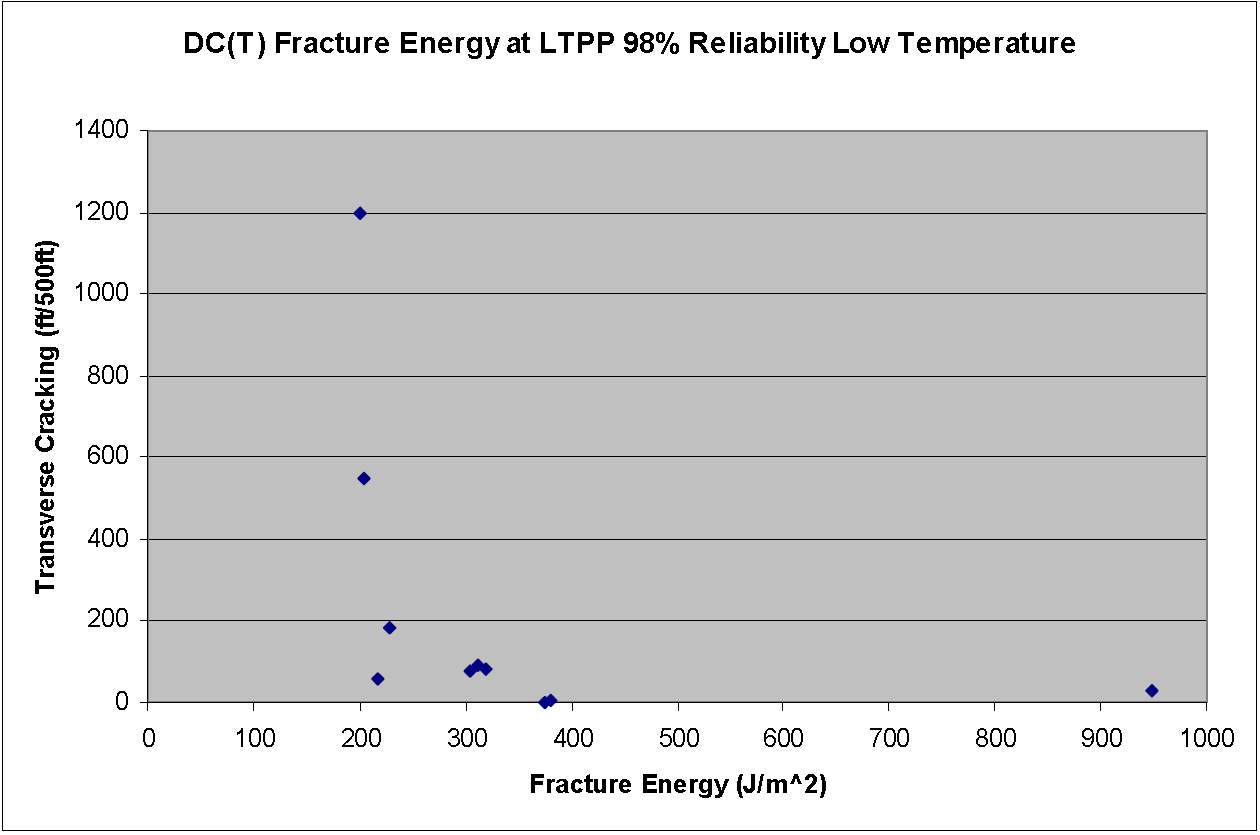 DC(T) Fracture Energy at LTPP 98% Reliability Low Temperature
1400
1200
1000
800
600
400
200
0
Transverse Cracking (ft/500ft)
0 100 200 300 400 500 600 700 800 900 1000
Fracture Energy (J/m^2)